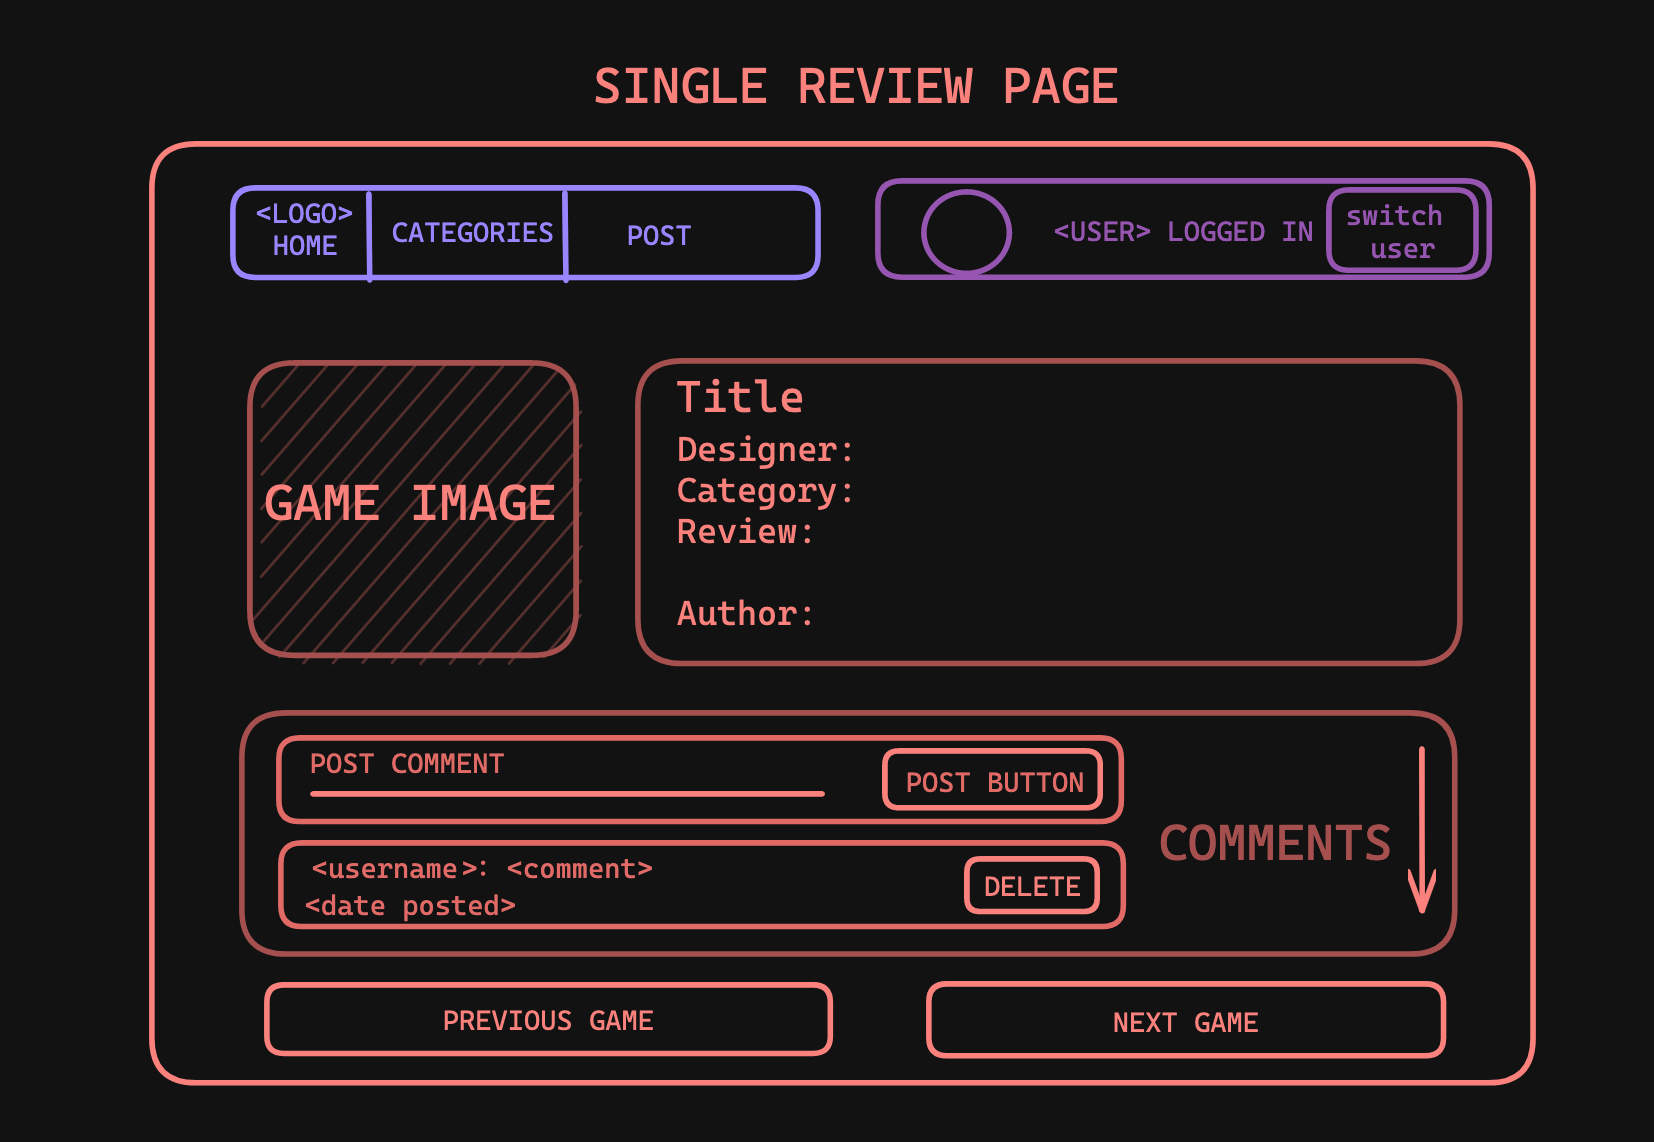 SINGLE REVIEW PAGE
<LOGO>
HOME
CATEGORIES
POST
<USER> LOGGED IN
switch
user
GAME IMAGE
Title
Designer:
Category:
Review:
Author:
POST COMMENT
POST BUTTON
<username>: <comment>
<date posted>
DELETE
COMMENTS
PREVIOUS GAME
NEXT GAME